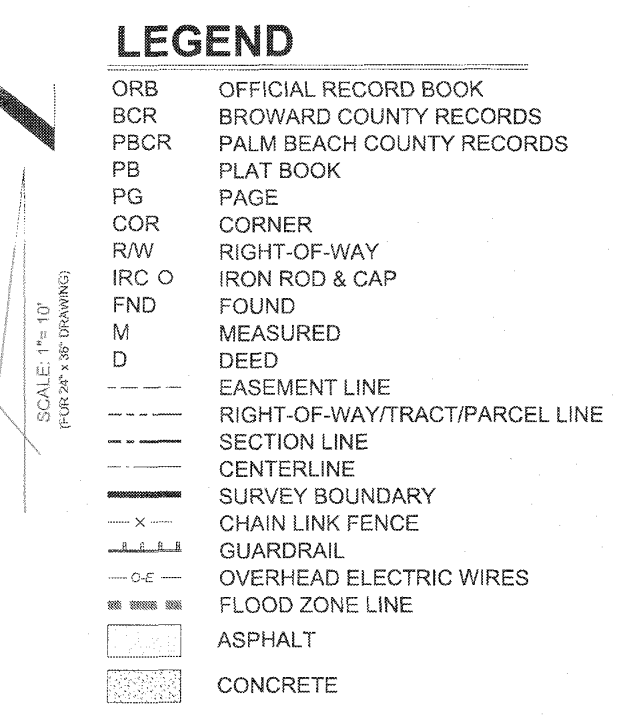 LEGEND
ORB OFFICIAL RECORD BOOK
BCR BROWARD COUNTY RECORDS
PBCR PALM BEACH COUNTY RECORDS
PB PLAT BOOK
PG PAGE
COR CORNER
R/W RIGHT-OF-WAY
IRC O IRON ROD & CAP
FND FOUND
M MEASURED
D DEED
EASEMENT LINE
RIGHT-OF-WAY/TRACT/PARCEL LINE
SECTION LINE
CENTERLINE
SURVEY BOUNDARY
X CHAIN LINK FENCE
GUARDRAIL
O-E OVERHEAD ELECTRIC WIRES
FLOOD ZONE LINE
ASPHALT
CONCRETE
SCALE: 1"= 10'
(FOR 24" x 36" DRAWING)